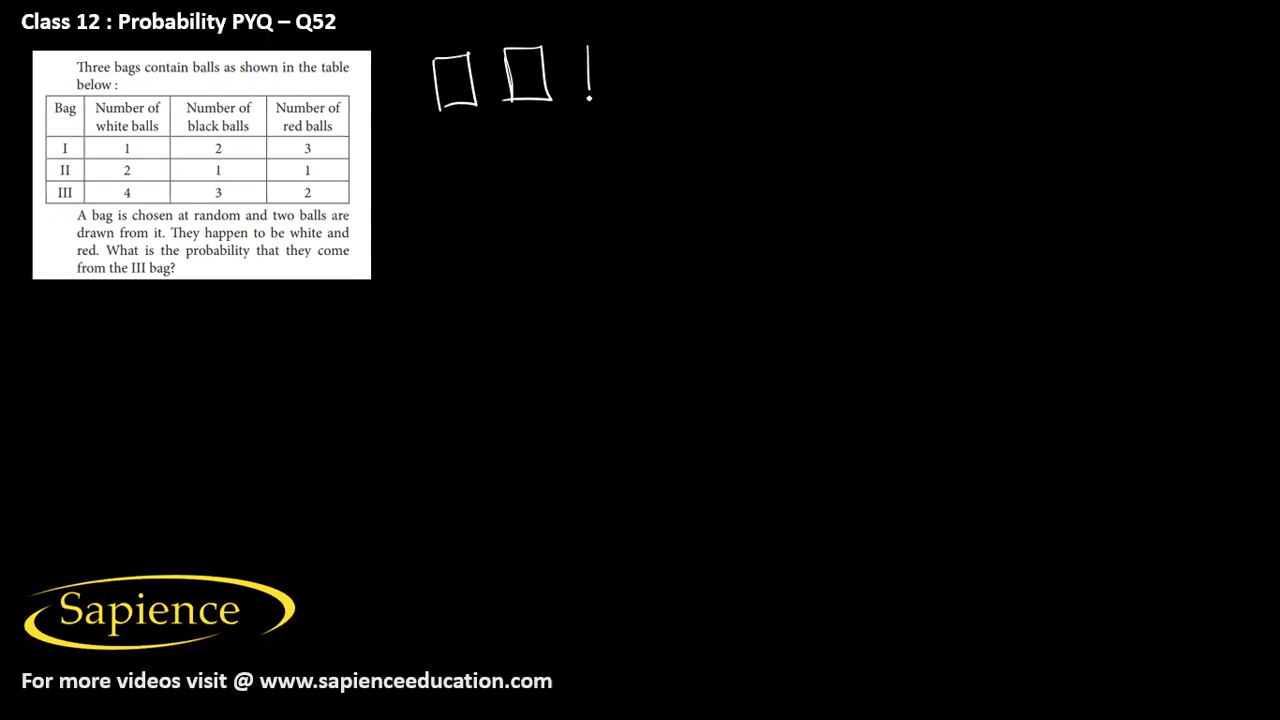 Class 12 : Probability PYQ – Q52
Three bags contain balls as shown in the table
below :
Bag Number of white balls Number of black balls Number of red balls
I 1 2 3
II 2 1 1
III 4 3 2
A bag is chosen at random and two balls are
drawn from it. They happen to be white and
red. What is the probability that they come
from the III bag?
Sapience
For more videos visit @ www.sapienceeducation.com